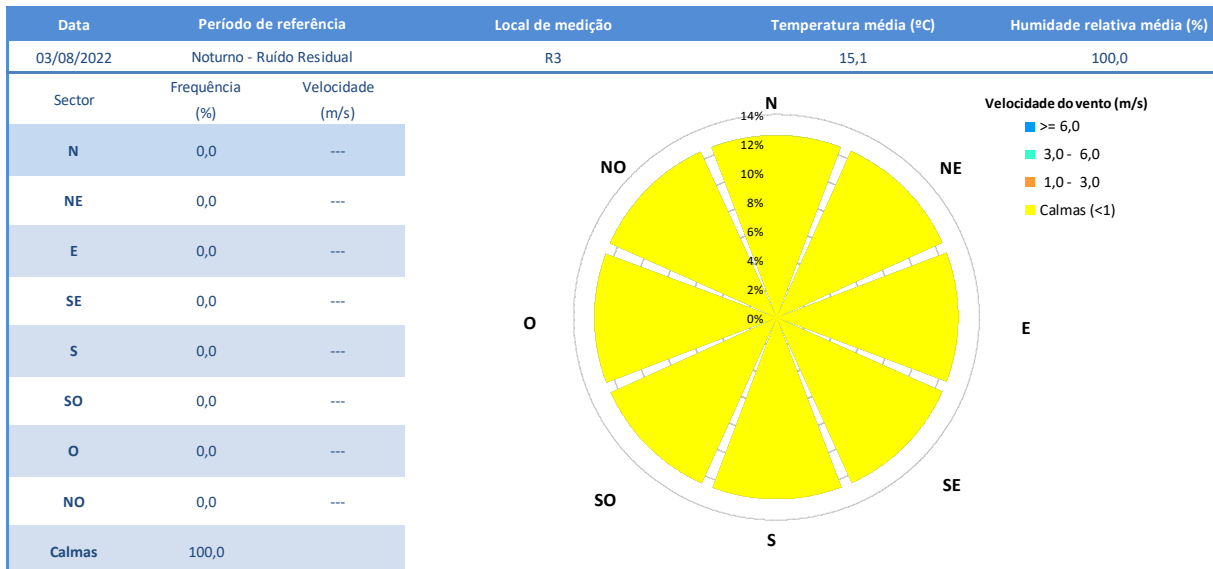 Data Período de referência Local de medição Temperatura média (ºC) Humidade relativa média (%)
03/08/2022 Noturno - Ruído Residual R3 15,1 100,0
Sector Frequência (%) Velocidade (m/s)
N 0,0 ---
NE 0,0 ---
E 0,0 ---
SE 0,0 ---
S 0,0 ---
SO 0,0 ---
O 0,0 ---
NO 0,0 ---
Calmas 100,0
N
NE
E
SE
S
SO
O
NO
14%
12%
10%
8%
6%
4%
2%
0%
Velocidade do vento (m/s)
>= 6,0
3,0 - 6,0
1,0 - 3,0
Calmas (<1)